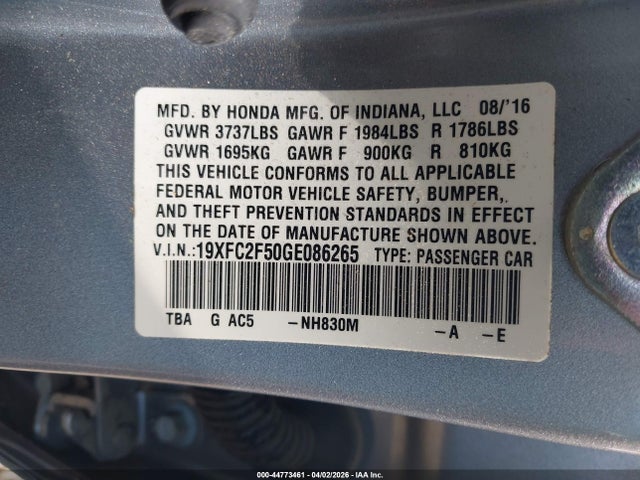 MFD. BY HONDA MFG. OF INDIANA, LLC 08/'16
GVWR 3737LBS GAWR F 1984LBS R 1786LBS
GVWR 1695KG GAWR F 900KG R 810KG
THIS VEHICLE CONFORMS TO ALL APPLICABLE
FEDERAL MOTOR VEHICLE SAFETY, BUMPER,
AND THEFT PREVENTION STANDARDS IN EFFECT
ON THE DATE OF MANUFACTURE SHOWN ABOVE.
V.I.N.:19XFC2F50GE086265 TYPE: PASSENGER CAR
TBA G AC5 -NH830M -A -E
000-44773461 | 04/02/2026 | IAA Inc.